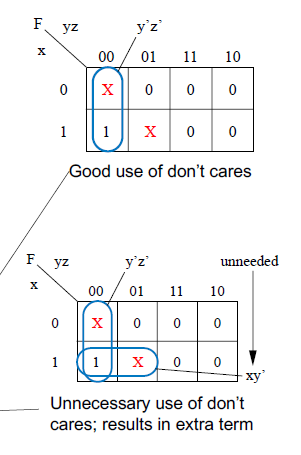 F yz y'z'
x
00 01 11 10
0 X 0 0 0
1 1 X 0 0
Good use of don't cares
F yz y'z' unneeded
x
00 01 11 10
0 X 0 0 0
1 1 X 0 0
xy'
Unnecessary use of don't
cares; results in extra term